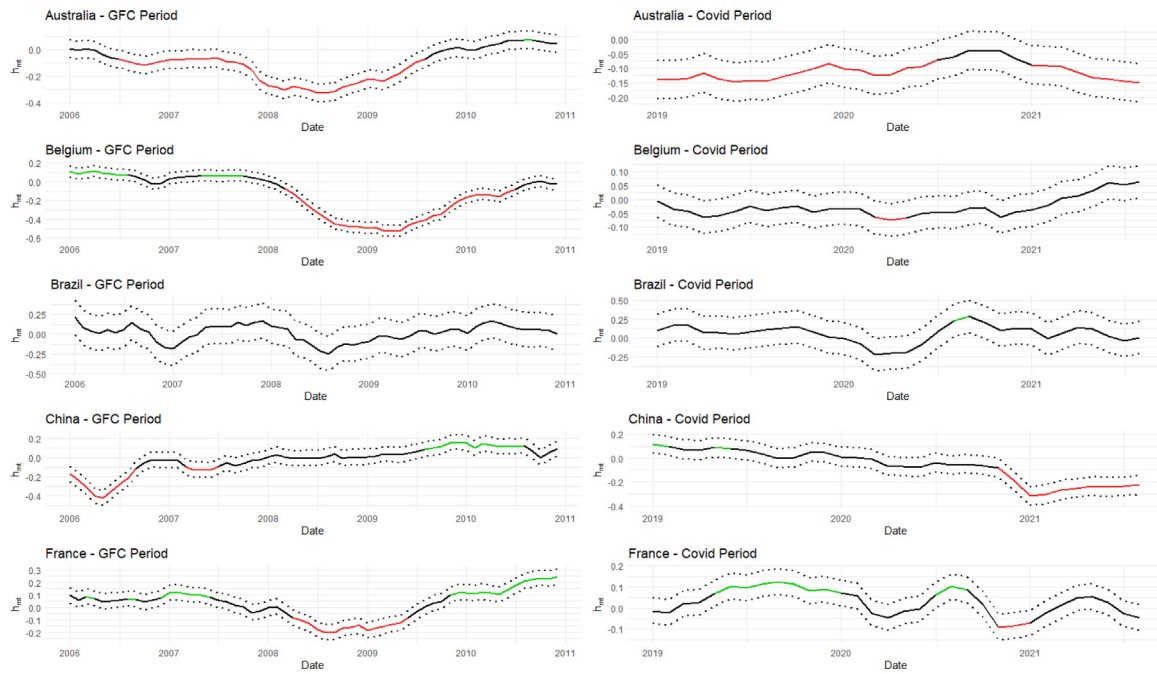 Australia - GFC Period
0.0
-0.2
-0.4
h_mt
2006 2007 2008 2009 2010 2011
Date
Australia - Covid Period
0.00
-0.05
-0.10
-0.15
-0.20
h_mt
2019 2020 2021
Date
Belgium - GFC Period
0.2
0.0
-0.2
-0.4
-0.6
h_mt
2006 2007 2008 2009 2010 2011
Date
Belgium - Covid Period
0.10
0.05
0.00
-0.05
-0.10
h_mt
2019 2020 2021
Date
Brazil - GFC Period
0.25
0.00
-0.25
-0.50
h_mt
2006 2007 2008 2009 2010 2011
Date
Brazil - Covid Period
0.50
0.25
0.00
-0.25
h_mt
2019 2020 2021
Date
China - GFC Period
0.2
0.0
-0.2
-0.4
h_mt
2006 2007 2008 2009 2010 2011
Date
China - Covid Period
0.2
0.0
-0.2
-0.4
h_mt
2019 2020 2021
Date
France - GFC Period
0.3
0.2
0.1
0.0
-0.1
-0.2
h_mt
2006 2007 2008 2009 2010 2011
Date
France - Covid Period
0.2
0.1
0.0
-0.1
h_mt
2019 2020 2021
Date